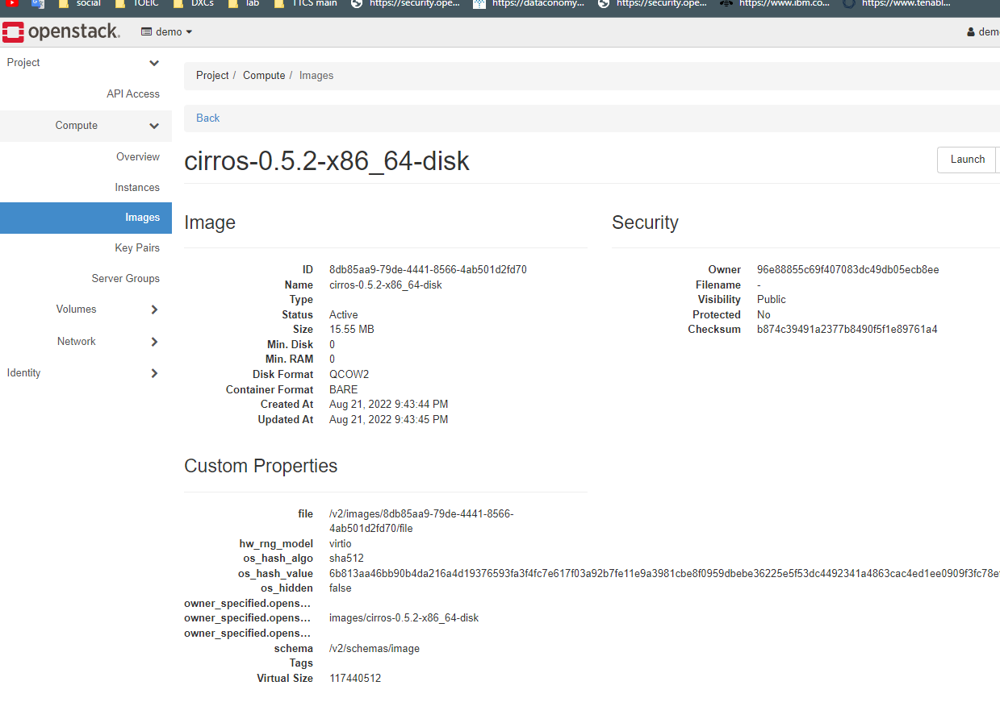 social
TOEIC
DXCs
lab
TTCS main
https://security.ope...
https://dataconomy...
https://security.ope...
https://www.ibm.co...
https://www.tenabl...
openstack.
demo
Project
API Access
Compute
Overview
Instances
Images
Key Pairs
Server Groups
Volumes
Network
Identity
Project / Compute / Images
Back
cirros-0.5.2-x86_64-disk
Launch
Image
ID 8db85aa9-79de-4441-8566-4ab501d2fd70
Name cirros-0.5.2-x86_64-disk
Type
Status Active
Size 15.55 MB
Min. Disk 0
Min. RAM 0
Disk Format QCOW2
Container Format BARE
Created At Aug 21, 2022 9:43:44 PM
Updated At Aug 21, 2022 9:43:45 PM
Security
Owner 96e88855c69f407083dc49db05ecb8ee
Filename -
Visibility Public
Protected No
Checksum b874c39491a2377b8490f5f1e89761a4
Custom Properties
file /v2/images/8db85aa9-79de-4441-8566-
4ab501d2fd70/file
hw_rng_model virtio
os_hash_algo sha512
os_hash_value 6b813aa46bb90b4da216a4d19376593fa3f4fc7e617f03a92b7fe11e9a3981cbe8f0959dbebe36225e5f53dc4492341a4863cac4ed1ee0909f3fc78e
os_hidden false
owner_specified.opens...
owner_specified.opens... images/cirros-0.5.2-x86_64-disk
owner_specified.opens...
schema /v2/schemas/image
Tags
Virtual Size 117440512